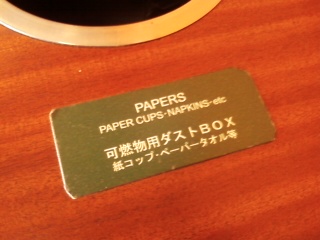 PAPERS
PAPER CUPS・NAPKINS・etc
可燃物用ダストBOX
紙コップ・ペーパータオル等